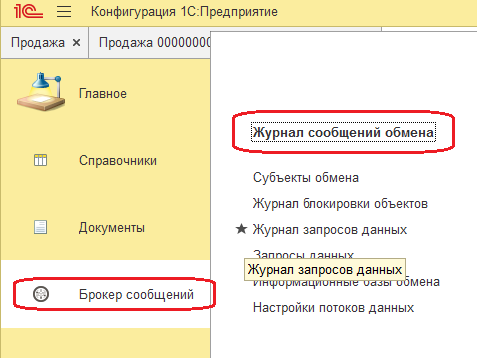 1С Конфигурация 1С:Предприятие
Продажа × Продажа 00000000
Главное
Справочники
Документы
Брокер сообщений
Журнал сообщений обмена
Субъекты обмена
Журнал блокировки объектов
Журнал запросов данных
Запросы данных
Журнал запросов данных
Информационные базы обмена
Настройки потоков данных